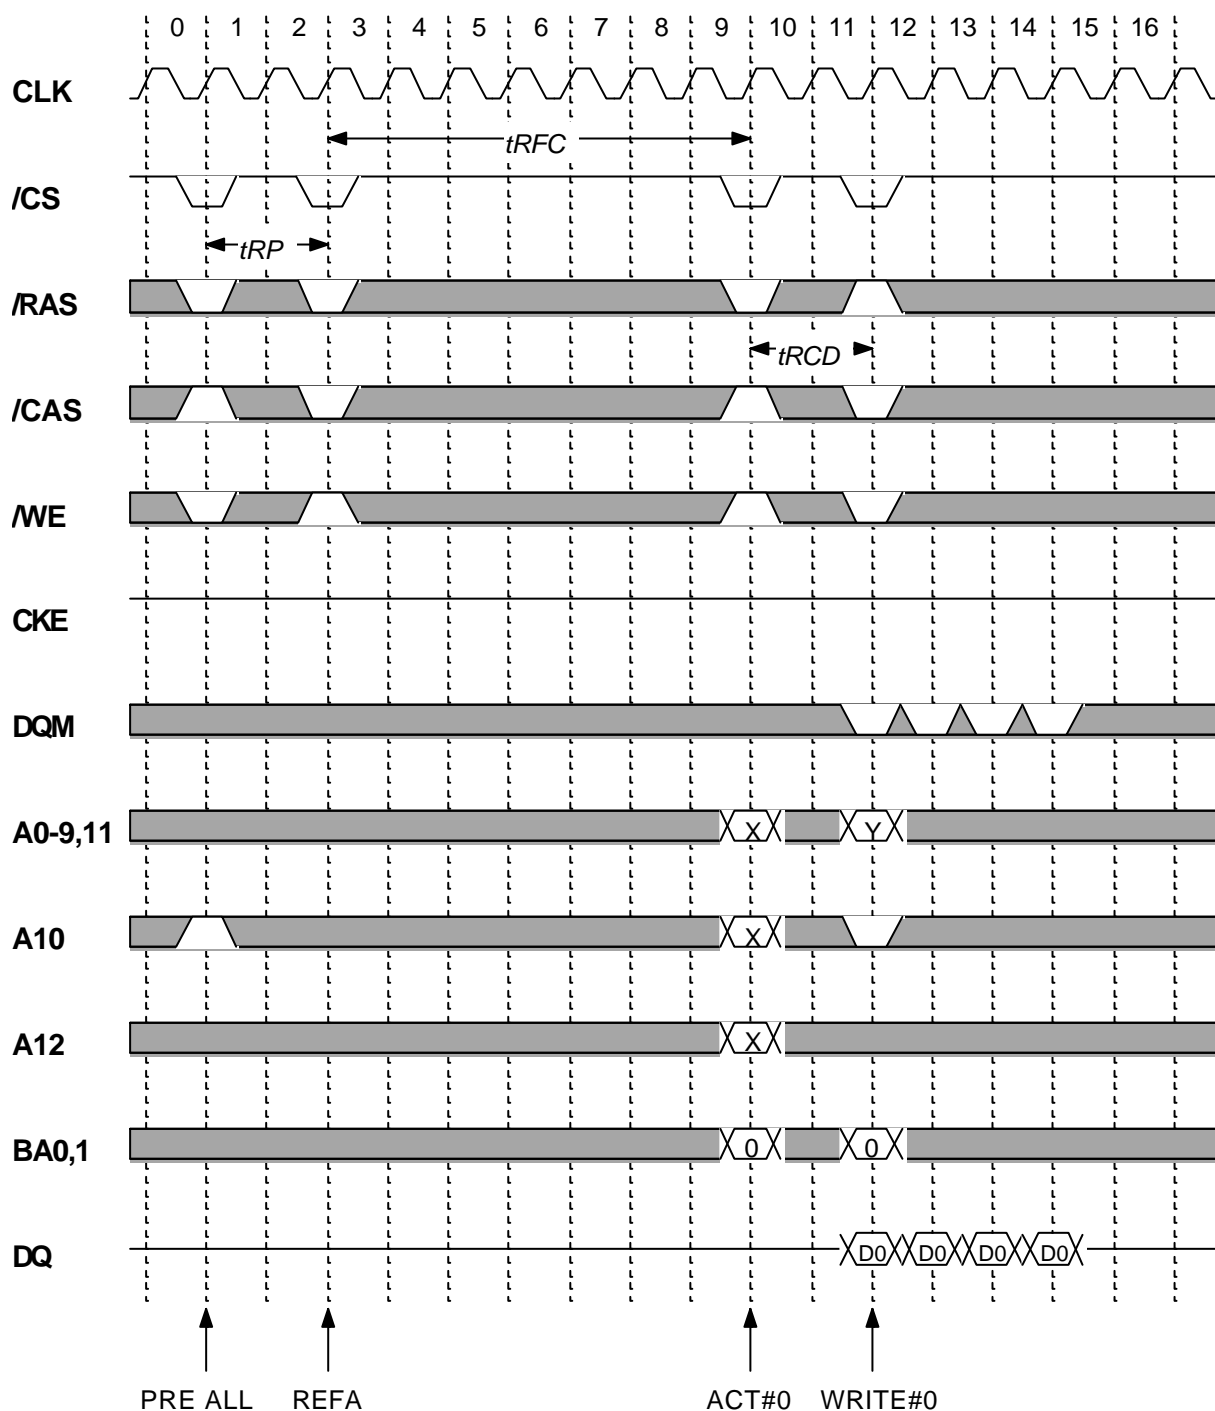 0 1 2 3 4 5 6 7 8 9 10 11 12 13 14 15 16
CLK
tRFC
/CS
tRP
/RAS
tRCD
/CAS
/WE
CKE
DQM
A0-9,11 X Y
A10 X
A12 X
BA0,1 0 0
DQ D0 D0 D0 D0
PRE ALL REFA ACT#0 WRITE#0